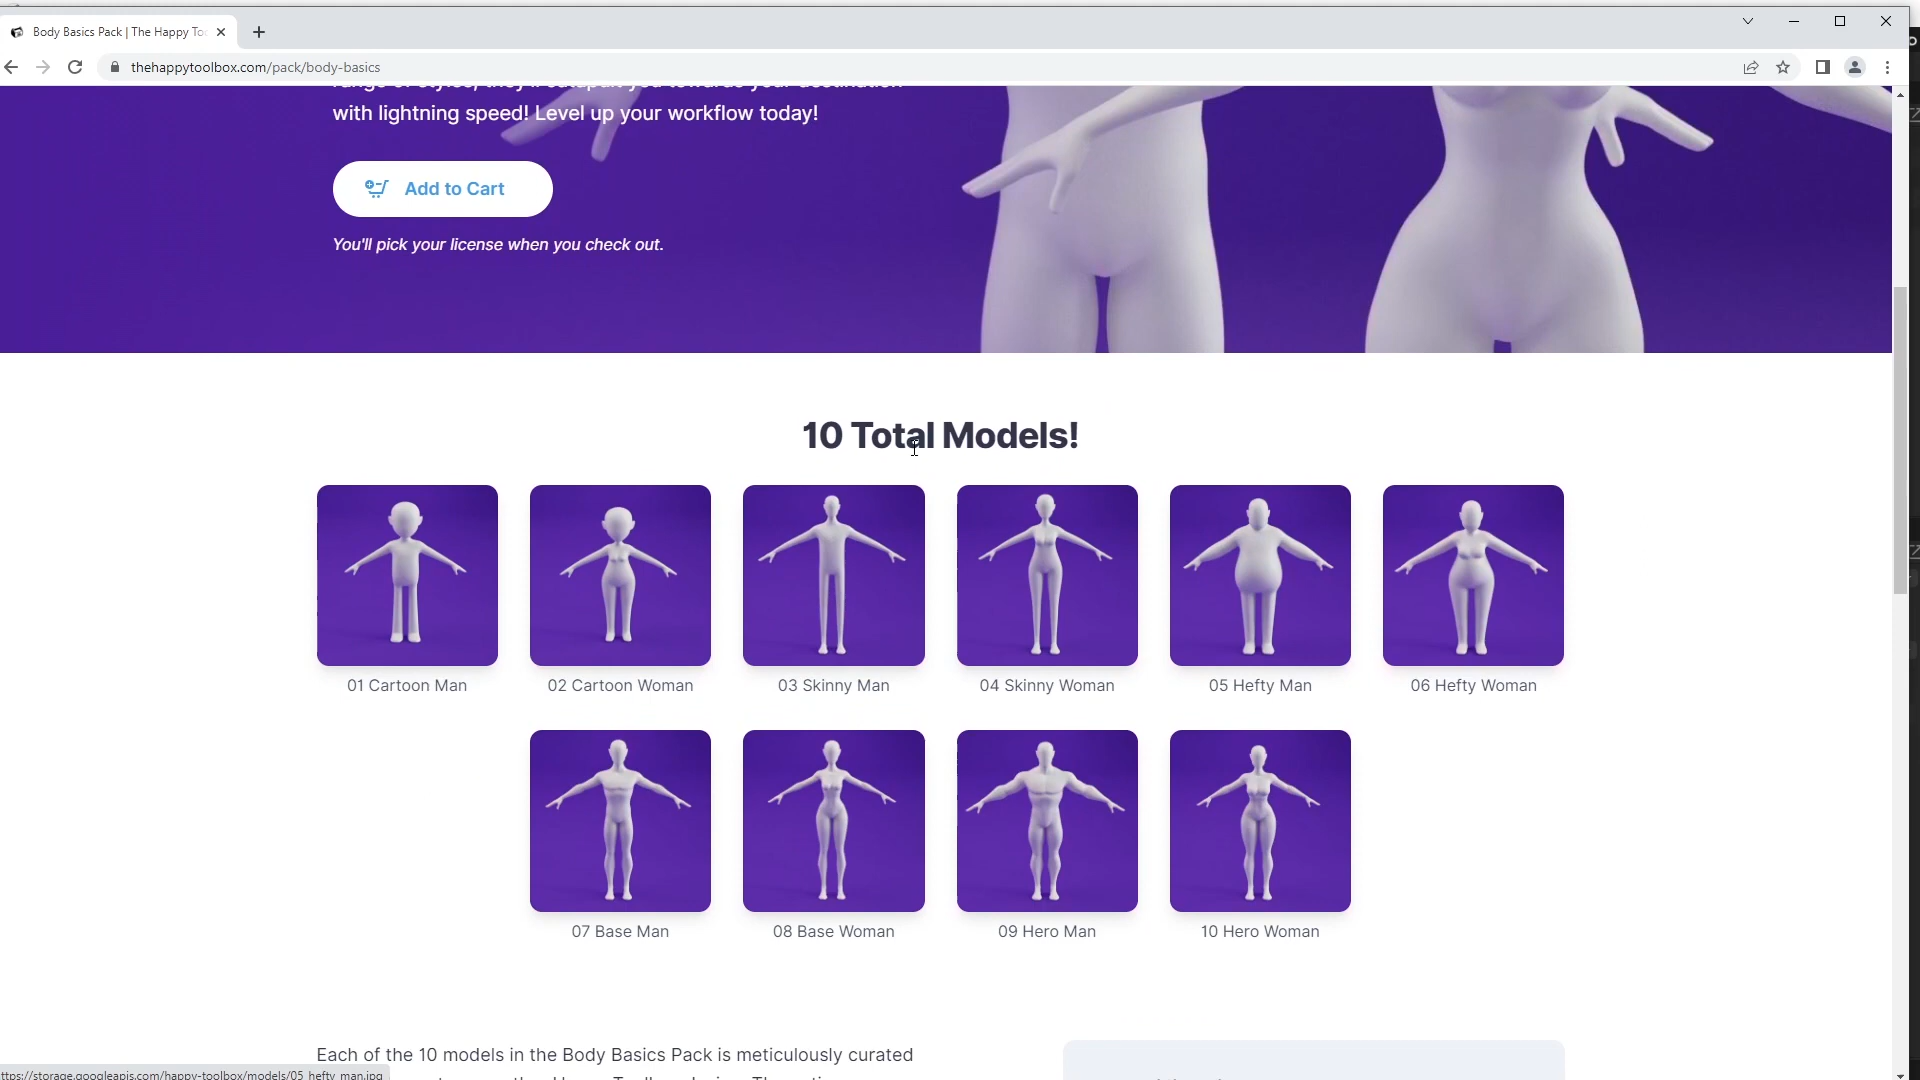 Body Basics Pack | The Happy To
thehappytoolbox.com/pack/body-basics
with lightning speed! Level up your workflow today!
Add to Cart
You'll pick your license when you check out.
10 Total Models!
01 Cartoon Man
02 Cartoon Woman
03 Skinny Man
04 Skinny Woman
05 Hefty Man
06 Hefty Woman
07 Base Man
08 Base Woman
09 Hero Man
10 Hero Woman
Each of the 10 models in the Body Basics Pack is meticulously curated
ttps://storage.googleapis.com/happy-toolbox/models/05_hefty_man.jpg